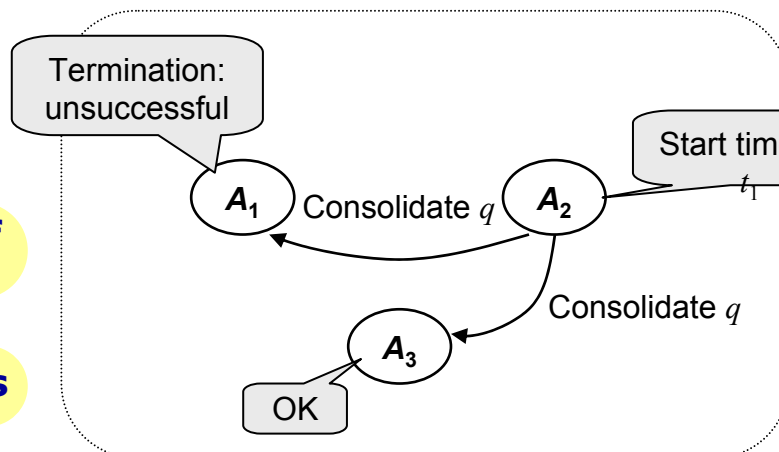 Termination:
unsuccessful
Start tim
t₁
A₁
Consolidate q
A₂
Consolidate q
A₃
OK